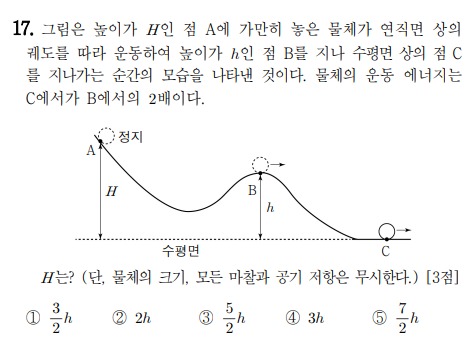 17. 그림은 높이가 H인 점 A에 가만히 놓은 물체가 연직면 상의
궤도를 따라 운동하여 높이가 h인 점 B를 지나 수평면 상의 점 C
를 지나가는 순간의 모습을 나타낸 것이다. 물체의 운동 에너지는
C에서가 B에서의 2배이다.
정지
A
H
B
h
C
수평면
H는? (단, 물체의 크기, 모든 마찰과 공기 저항은 무시한다.) [3점]
① 3/2 h ② 2h ③ 5/2 h ④ 3h ⑤ 7/2 h